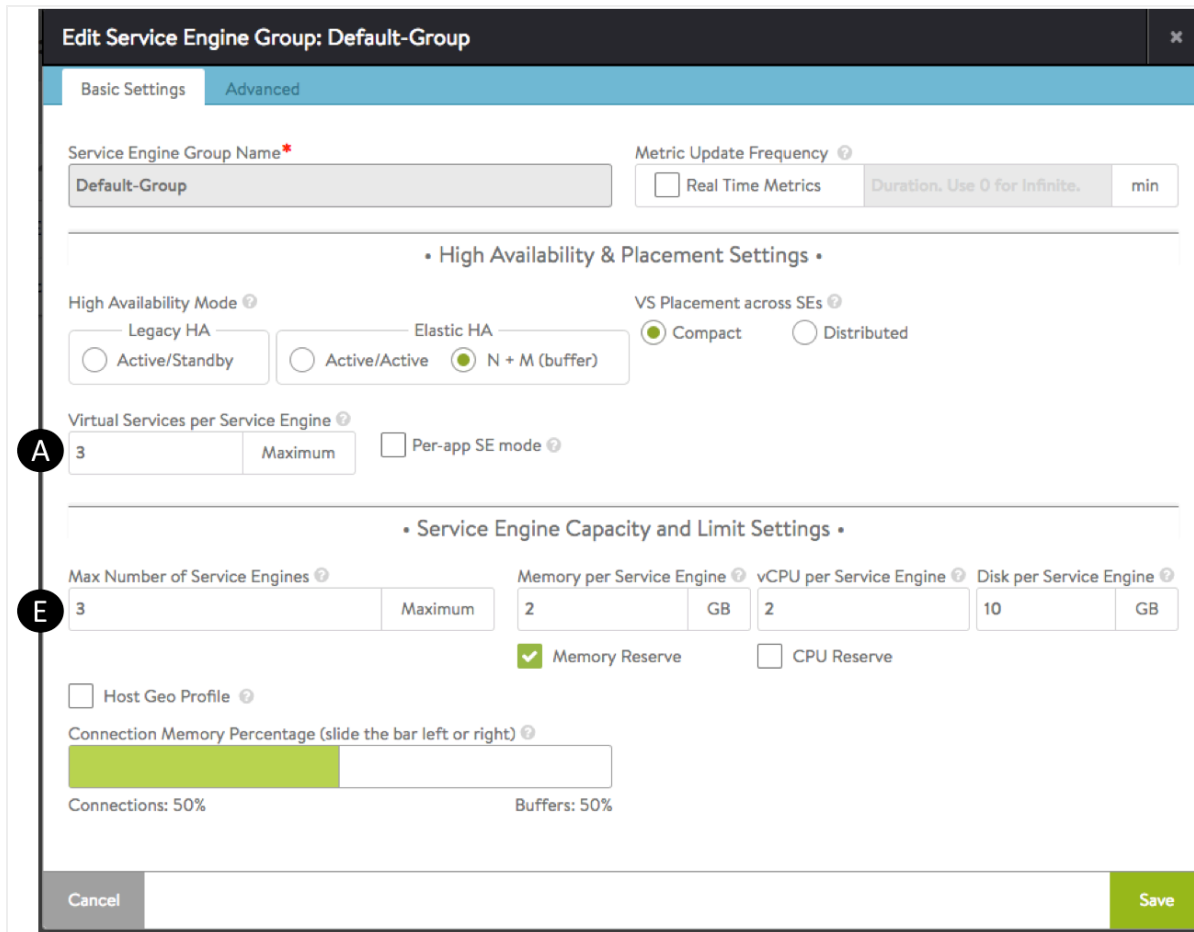 Edit Service Engine Group: Default-Group
Basic Settings
Advanced
Service Engine Group Name*
Default-Group
Metric Update Frequency
Real Time Metrics
Duration. Use 0 for Infinite.
min
• High Availability & Placement Settings •
High Availability Mode
Legacy HA
Active/Standby
Elastic HA
Active/Active
N + M (buffer)
VS Placement across SEs
Compact
Distributed
Virtual Services per Service Engine
A
3
Maximum
Per-app SE mode
• Service Engine Capacity and Limit Settings •
Max Number of Service Engines
E
3
Maximum
Memory per Service Engine
2
GB
Memory Reserve
vCPU per Service Engine
2
CPU Reserve
Disk per Service Engine
10
GB
Host Geo Profile
Connection Memory Percentage (slide the bar left or right)
Connections: 50%
Buffers: 50%
Cancel
Save